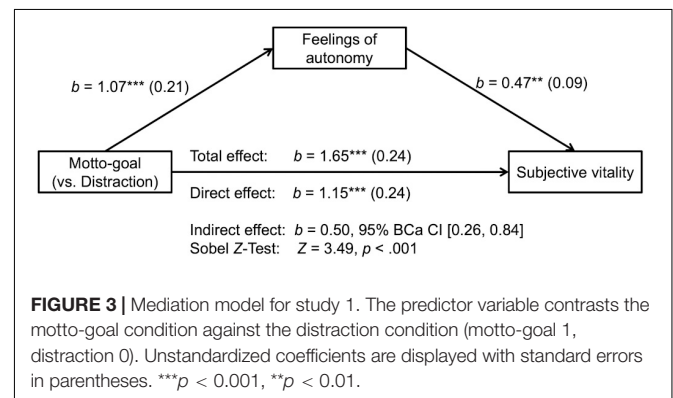 Feelings of
autonomy
b = 1.07*** (0.21)
b = 0.47** (0.09)
Motto-goal
(vs. Distraction)
Total effect: b = 1.65*** (0.24)
Direct effect: b = 1.15*** (0.24)
Subjective vitality
Indirect effect: b = 0.50, 95% BCa CI [0.26, 0.84]
Sobel Z-Test: Z = 3.49, p < .001
FIGURE 3 | Mediation model for study 1. The predictor variable contrasts the
motto-goal condition against the distraction condition (motto-goal 1,
distraction 0). Unstandardized coefficients are displayed with standard errors
in parentheses. ***p < 0.001, **p < 0.01.